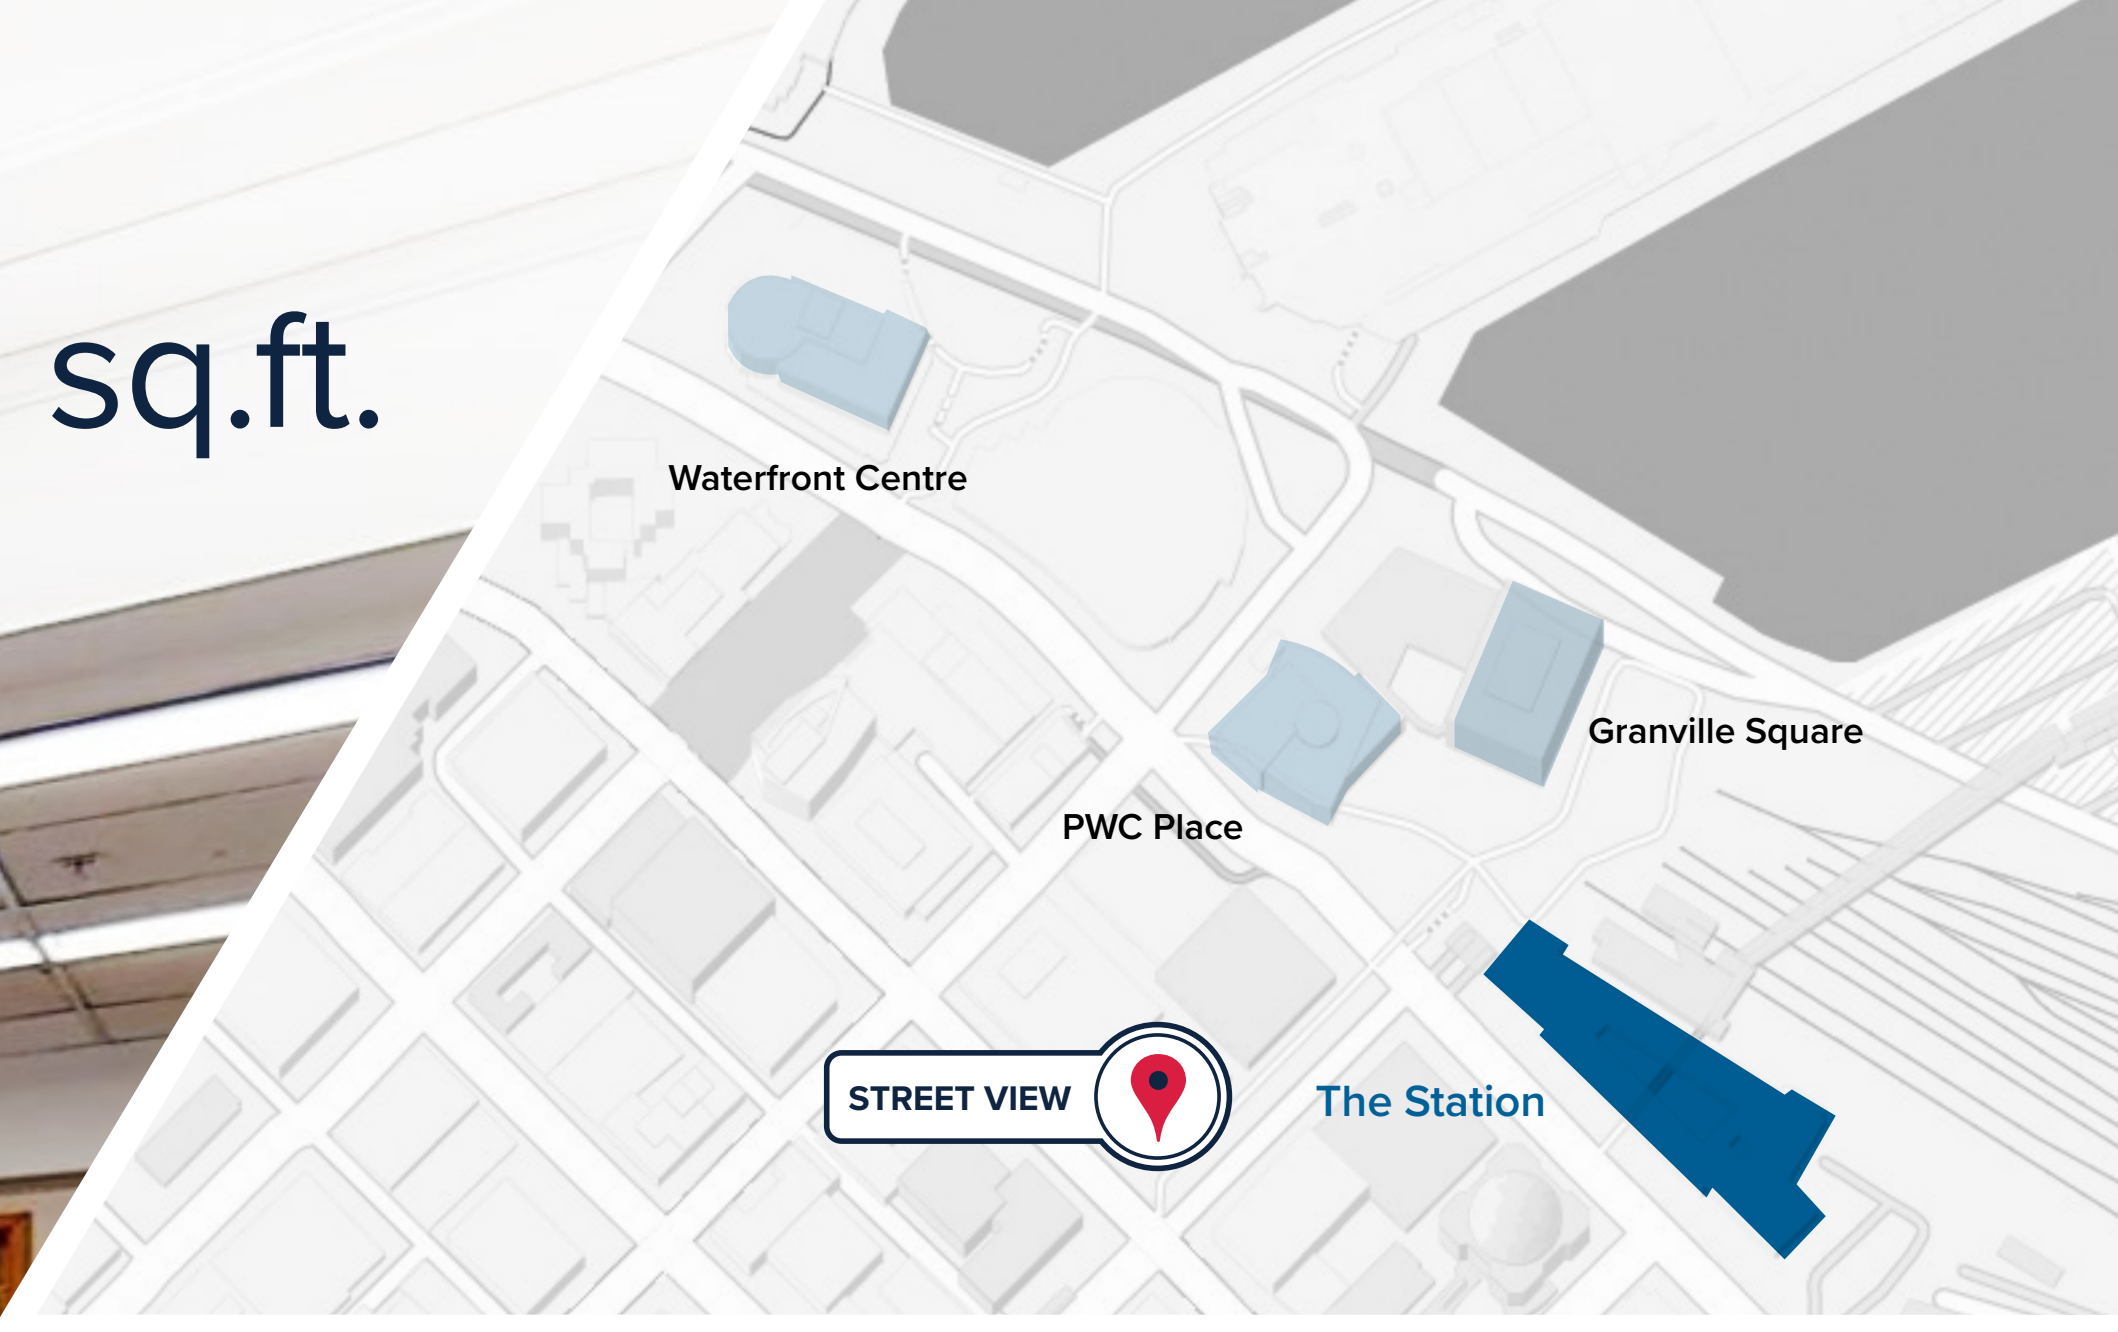 sq.ft.
Waterfront Centre
Granville Square
PWC Place
STREET VIEW
The Station